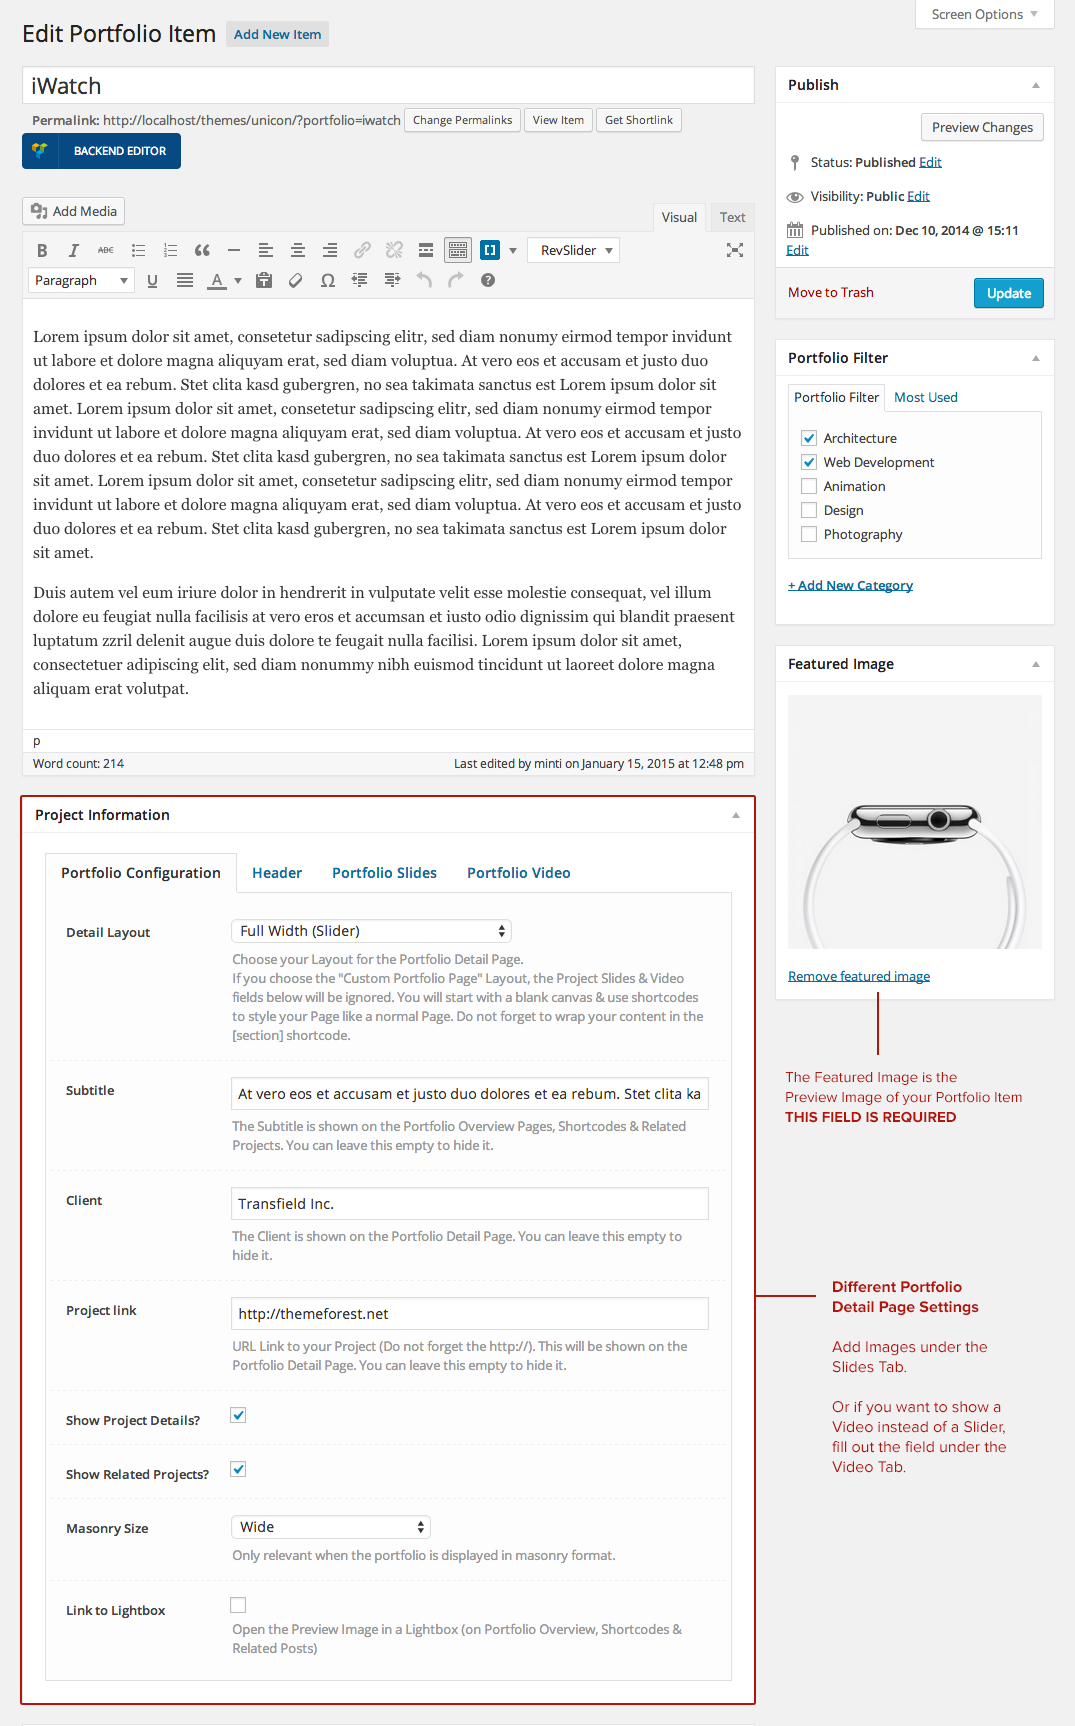 Screen Options
Edit Portfolio Item Add New Item
iWatch
Permalink: http://localhost/themes/unicon/?portfolio=iwatch Change Permalinks View Item Get Shortlink
BACKEND EDITOR
Add Media
Visual Text
B I ABC RevSlider
Paragraph U A Ω
Lorem ipsum dolor sit amet, consetetur sadipscing elitr, sed diam nonumy eirmod tempor invidunt
ut labore et dolore magna aliquyam erat, sed diam voluptua. At vero eos et accusam et justo duo
dolores et ea rebum. Stet clita kasd gubergren, no sea takimata sanctus est Lorem ipsum dolor sit
amet. Lorem ipsum dolor sit amet, consetetur sadipscing elitr, sed diam nonumy eirmod tempor
invidunt ut labore et dolore magna aliquyam erat, sed diam voluptua. At vero eos et accusam et justo
duo dolores et ea rebum. Stet clita kasd gubergren, no sea takimata sanctus est Lorem ipsum dolor
sit amet. Lorem ipsum dolor sit amet, consetetur sadipscing elitr, sed diam nonumy eirmod tempor
invidunt ut labore et dolore magna aliquyam erat, sed diam voluptua. At vero eos et accusam et justo
duo dolores et ea rebum. Stet clita kasd gubergren, no sea takimata sanctus est Lorem ipsum dolor
sit amet.
Duis autem vel eum iriure dolor in hendrerit in vulputate velit esse molestie consequat, vel illum
dolore eu feugiat nulla facilisis at vero eros et accumsan et iusto odio dignissim qui blandit praesent
luptatum zzril delenit augue duis dolore te feugait nulla facilisi. Lorem ipsum dolor sit amet,
consectetuer adipiscing elit, sed diam nonummy nibh euismod tincidunt ut laoreet dolore magna
aliquam erat volutpat.
p
Word count: 214 Last edited by minti on January 15, 2015 at 12:48 pm
Publish
Preview Changes
Status: Published Edit
Visibility: Public Edit
Published on: Dec 10, 2014 @ 15:11
Edit
Move to Trash Update
Portfolio Filter
Portfolio Filter Most Used
Architecture
Web Development
Animation
Design
Photography
+ Add New Category
Featured Image
Remove featured image
The Featured Image is the
Preview Image of your Portfolio Item
THIS FIELD IS REQUIRED
Project Information
Portfolio Configuration Header Portfolio Slides Portfolio Video
Detail Layout Full Width (Slider)
Choose your Layout for the Portfolio Detail Page.
If you choose the "Custom Portfolio Page" Layout, the Project Slides & Video
fields below will be ignored. You will start with a blank canvas & use shortcodes
to style your Page like a normal Page. Do not forget to wrap your content in the
[section] shortcode.
Subtitle At vero eos et accusam et justo duo dolores et ea rebum. Stet clita ka
The Subtitle is shown on the Portfolio Overview Pages, Shortcodes & Related
Projects. You can leave this empty to hide it.
Client Transfield Inc.
The Client is shown on the Portfolio Detail Page. You can leave this empty to
hide it.
Project link http://themeforest.net
URL Link to your Project (Do not forget the http://). This will be shown on the
Portfolio Detail Page. You can leave this empty to hide it.
Show Project Details?
Show Related Projects?
Masonry Size Wide
Only relevant when the portfolio is displayed in masonry format.
Link to Lightbox
Open the Preview Image in a Lightbox (on Portfolio Overview, Shortcodes &
Related Posts)
Different Portfolio
Detail Page Settings
Add Images under the
Slides Tab.
Or if you want to show a
Video instead of a Slider,
fill out the field under the
Video Tab.